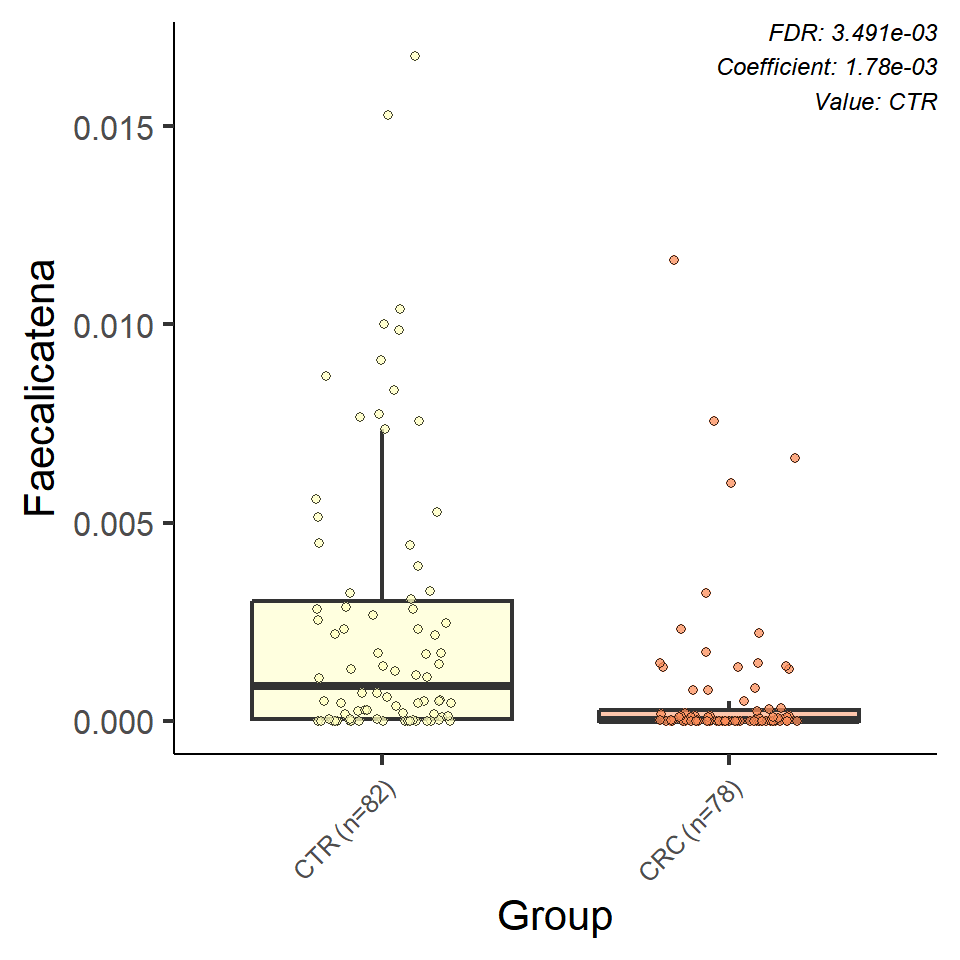 FDR: 3.491e-03
Coefficient: 1.78e-03
Value: CTR
Faecalicatena
0.015
0.010
0.005
0.000
CTR (n=82)
CRC (n=78)
Group